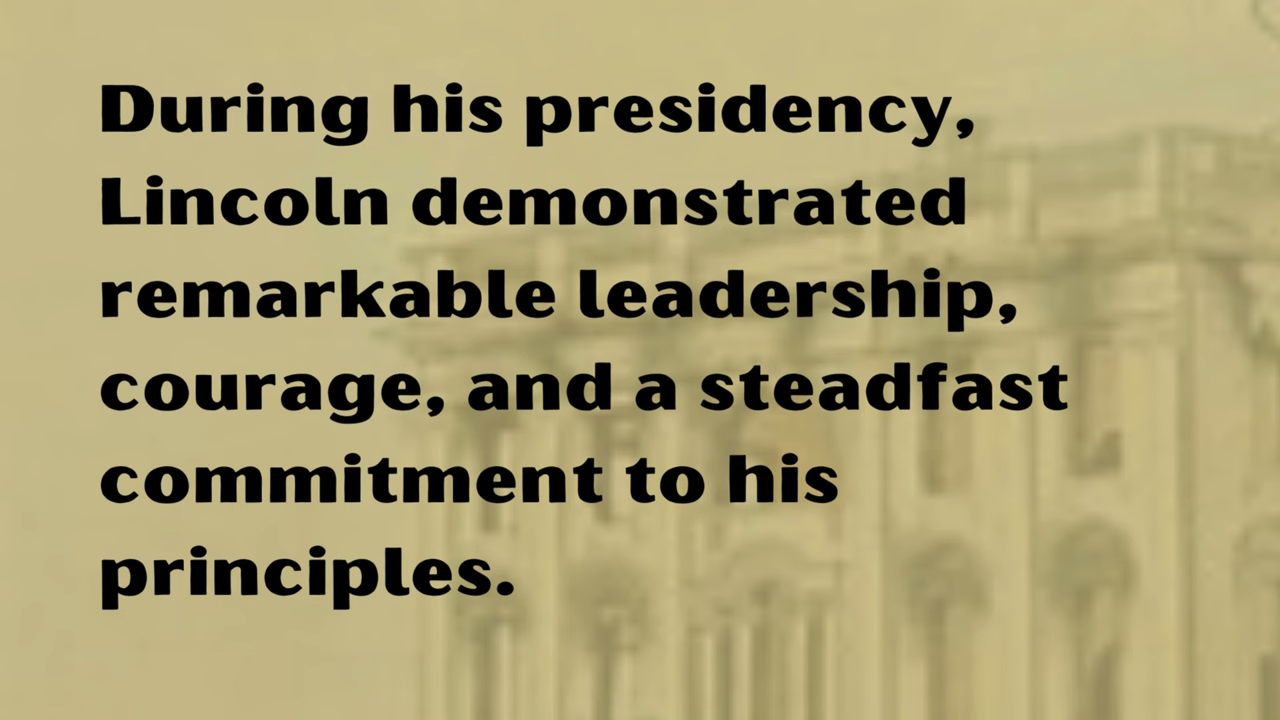 During his presidency,
Lincoln demonstrated
remarkable leadership,
courage, and a steadfast
commitment to his
principles.